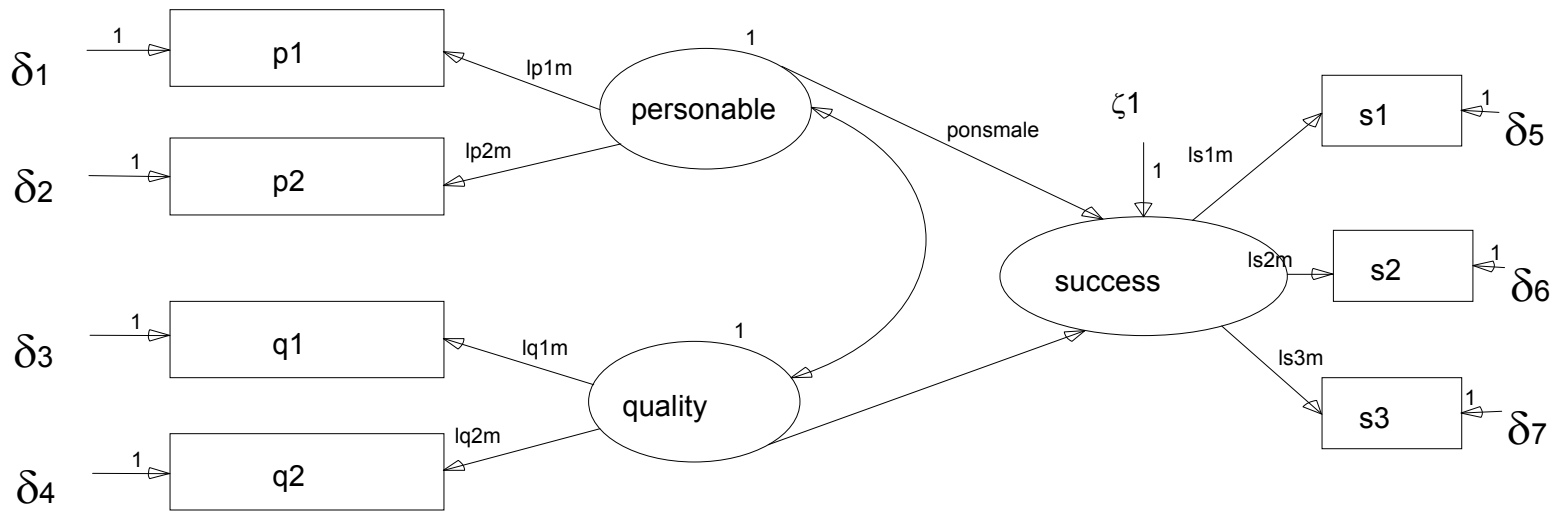 δ1
1
p1
lp1m
1
personable
δ2
1
p2
lp2m
ponsmale
ζ1
1
success
ls1m
s1
1
δ5
ls2m
s2
1
δ6
ls3m
s3
1
δ7
δ3
1
q1
lq1m
1
quality
δ4
1
q2
lq2m